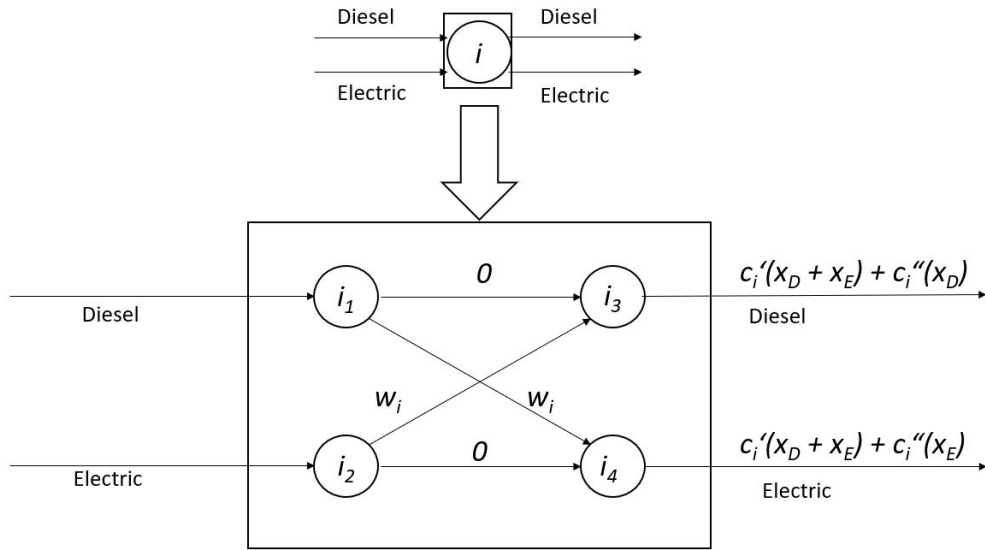 Diesel
Diesel
i
Electric
Electric
i₁
0
i₃
c_i‘(x_D + x_E) + c_i“(x_D)
Diesel
Diesel
w_i
w_i
i₂
0
i₄
c_i‘(x_D + x_E) + c_i“(x_E)
Electric
Electric